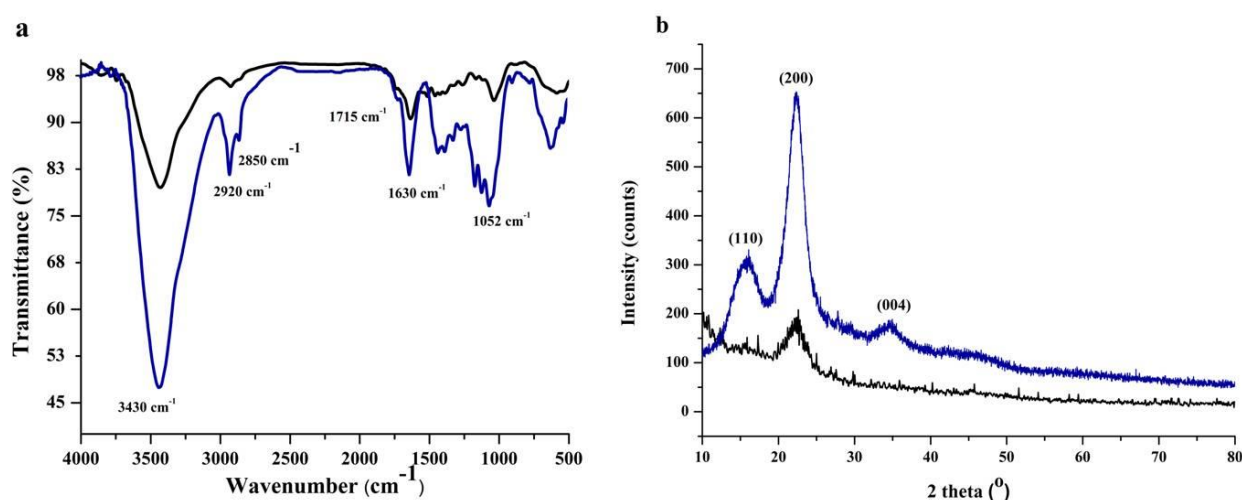 a
98
90
83
75
68
60
53
45
Transmittance (%)
1715 cm-1
2850 cm-1
2920 cm-1
1630 cm-1
1052 cm-1
3430 cm-1
4000 3500 3000 2500 2000 1500 1000 500
Wavenumber (cm-1)
b
700
600
500
400
300
200
100
0
Intensity (counts)
(200)
(110)
(004)
10 20 30 40 50 60 70 80
2 theta (o)